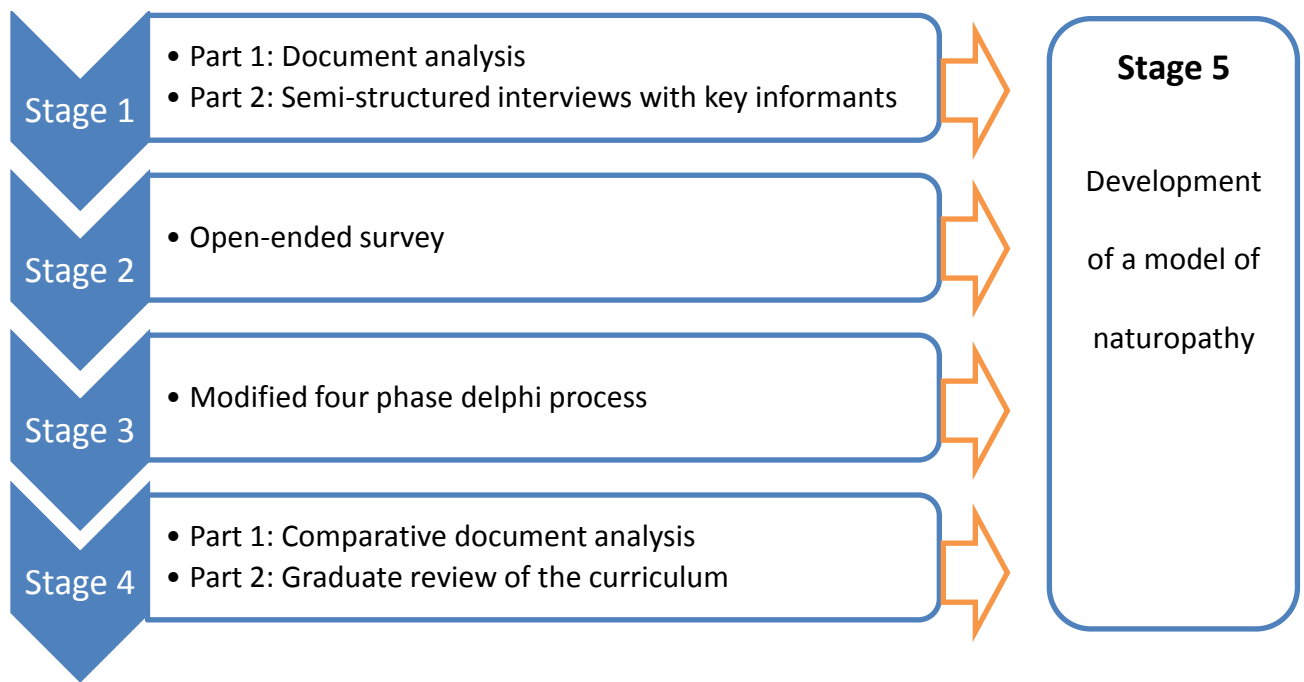 Stage 1
• Part 1: Document analysis
• Part 2: Semi-structured interviews with key informants
Stage 2
• Open-ended survey
Stage 3
• Modified four phase delphi process
Stage 4
• Part 1: Comparative document analysis
• Part 2: Graduate review of the curriculum
Stage 5
Development
of a model of
naturopathy